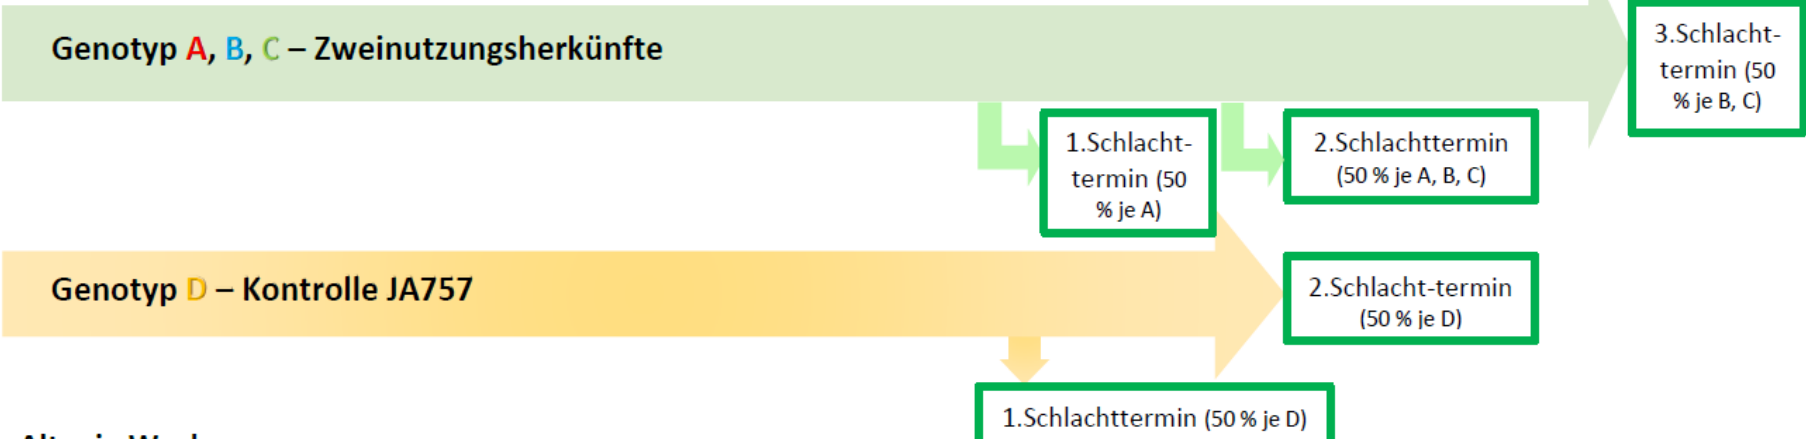 Genotyp A, B, C – Zweinutzungsherkünfte
3.Schlacht-
termin (50
% je B, C)
1.Schlacht-
termin (50
% je A)
2.Schlachttermin
(50 % je A, B, C)
Genotyp D – Kontrolle JA757
2.Schlacht-termin
(50 % je D)
1.Schlachttermin (50 % je D)